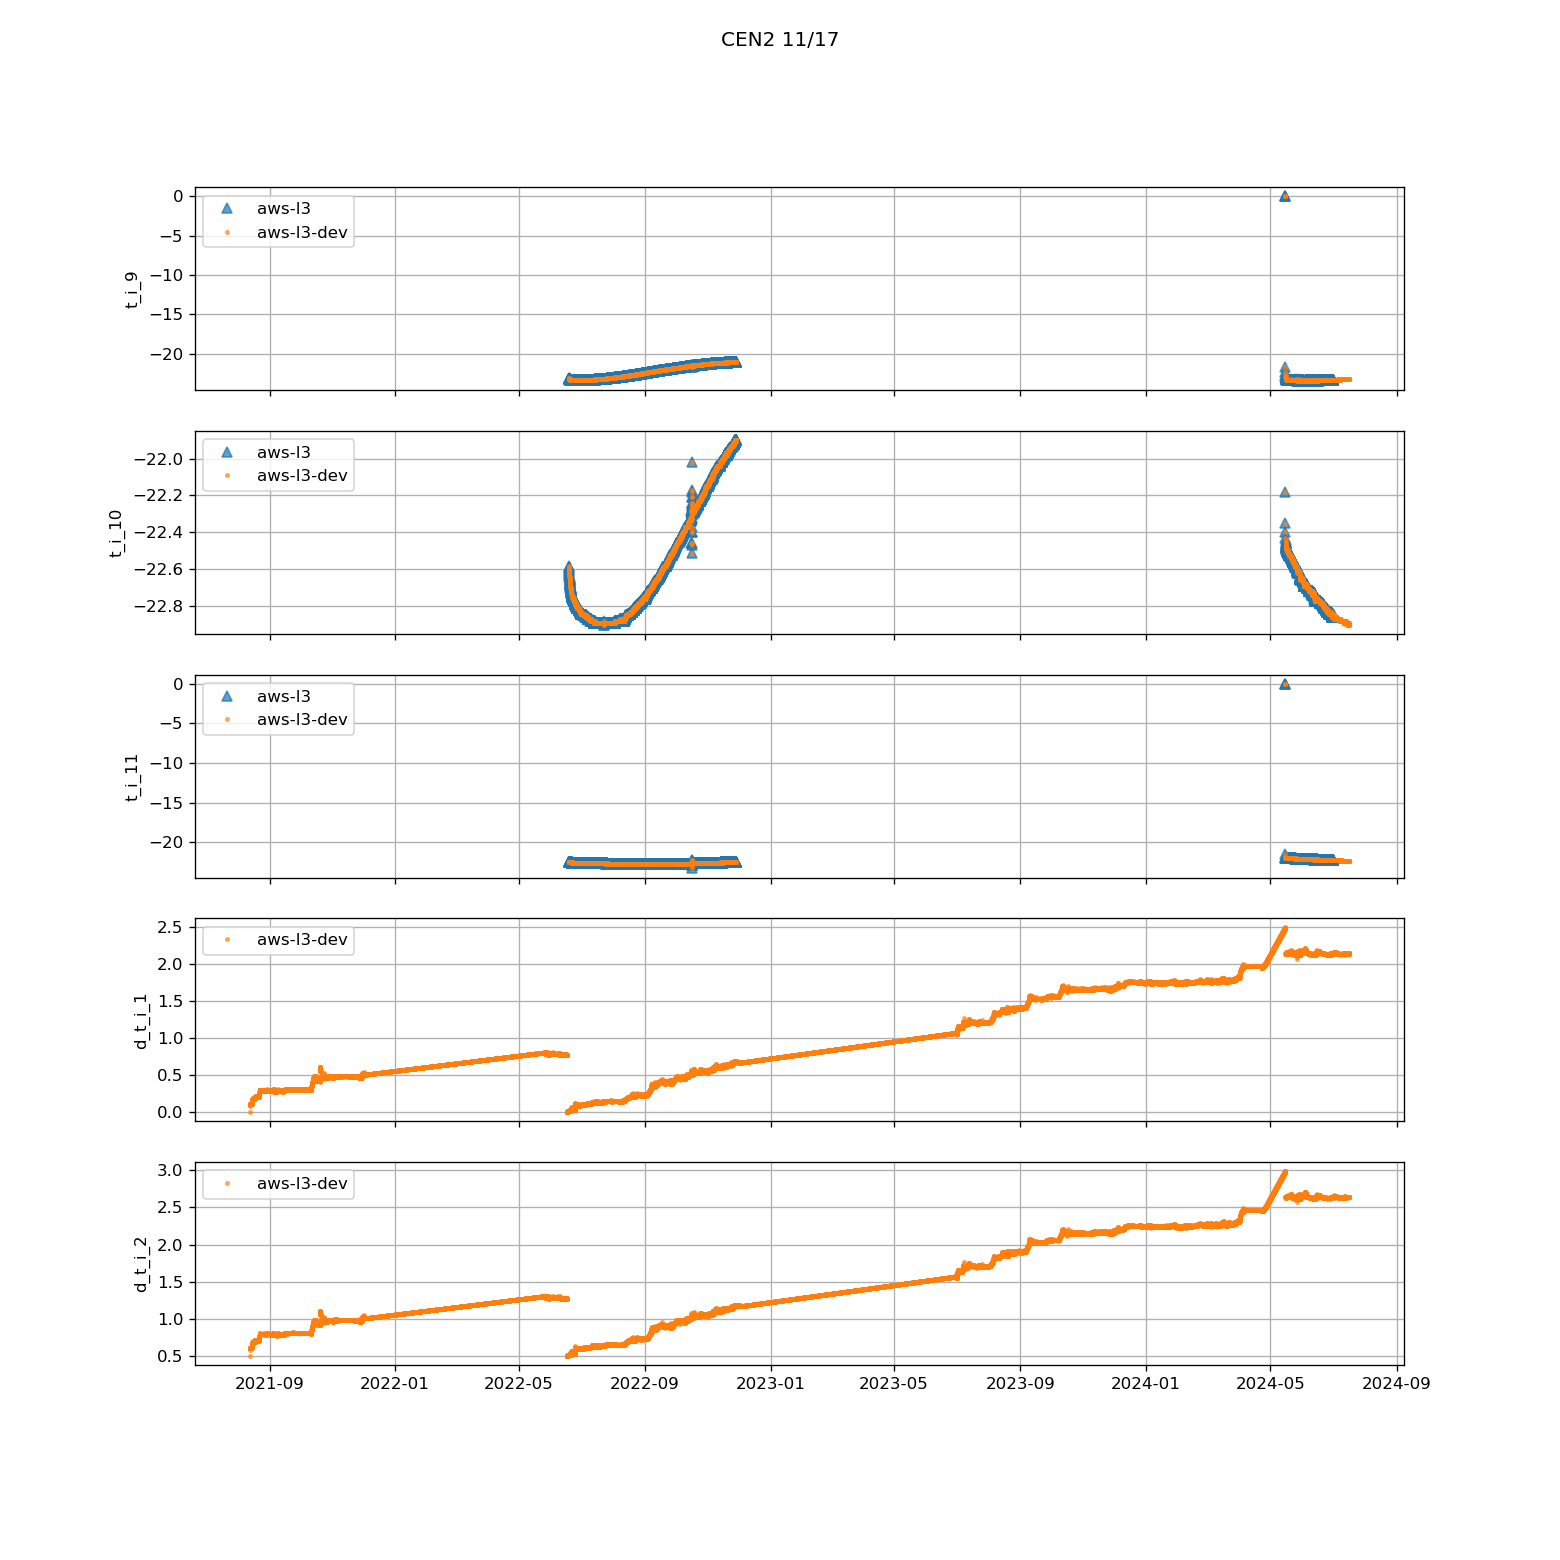 CEN2 11/17
0
−5
−10
−15
−20
t_i_9
aws-l3
aws-l3-dev
−22.0
−22.2
−22.4
−22.6
−22.8
t_i_10
aws-l3
aws-l3-dev
0
−5
−10
−15
−20
t_i_11
aws-l3
aws-l3-dev
2.5
2.0
1.5
1.0
0.5
0.0
d_t_i_1
aws-l3-dev
3.0
2.5
2.0
1.5
1.0
0.5
d_t_i_2
aws-l3-dev
2021-09 2022-01 2022-05 2022-09 2023-01 2023-05 2023-09 2024-01 2024-05 2024-09